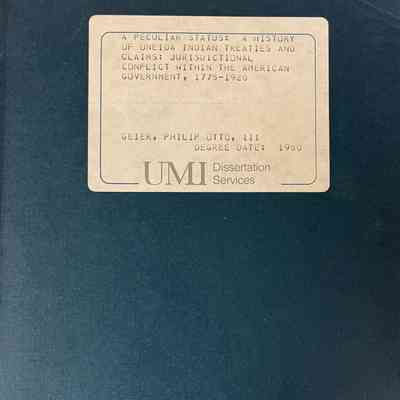 A PECULIAR STATUS: A HISTORY
OF ONEIDA INDIAN TREATIES AND
CLAIMS: JURISDICTIONAL
CONFLICT WITHIN THE AMERICAN
GOVERNMENT, 1775-1920
GEIER, PHILIP OTTO, III
DEGREE DATE: 1980
UMI Dissertation
Services